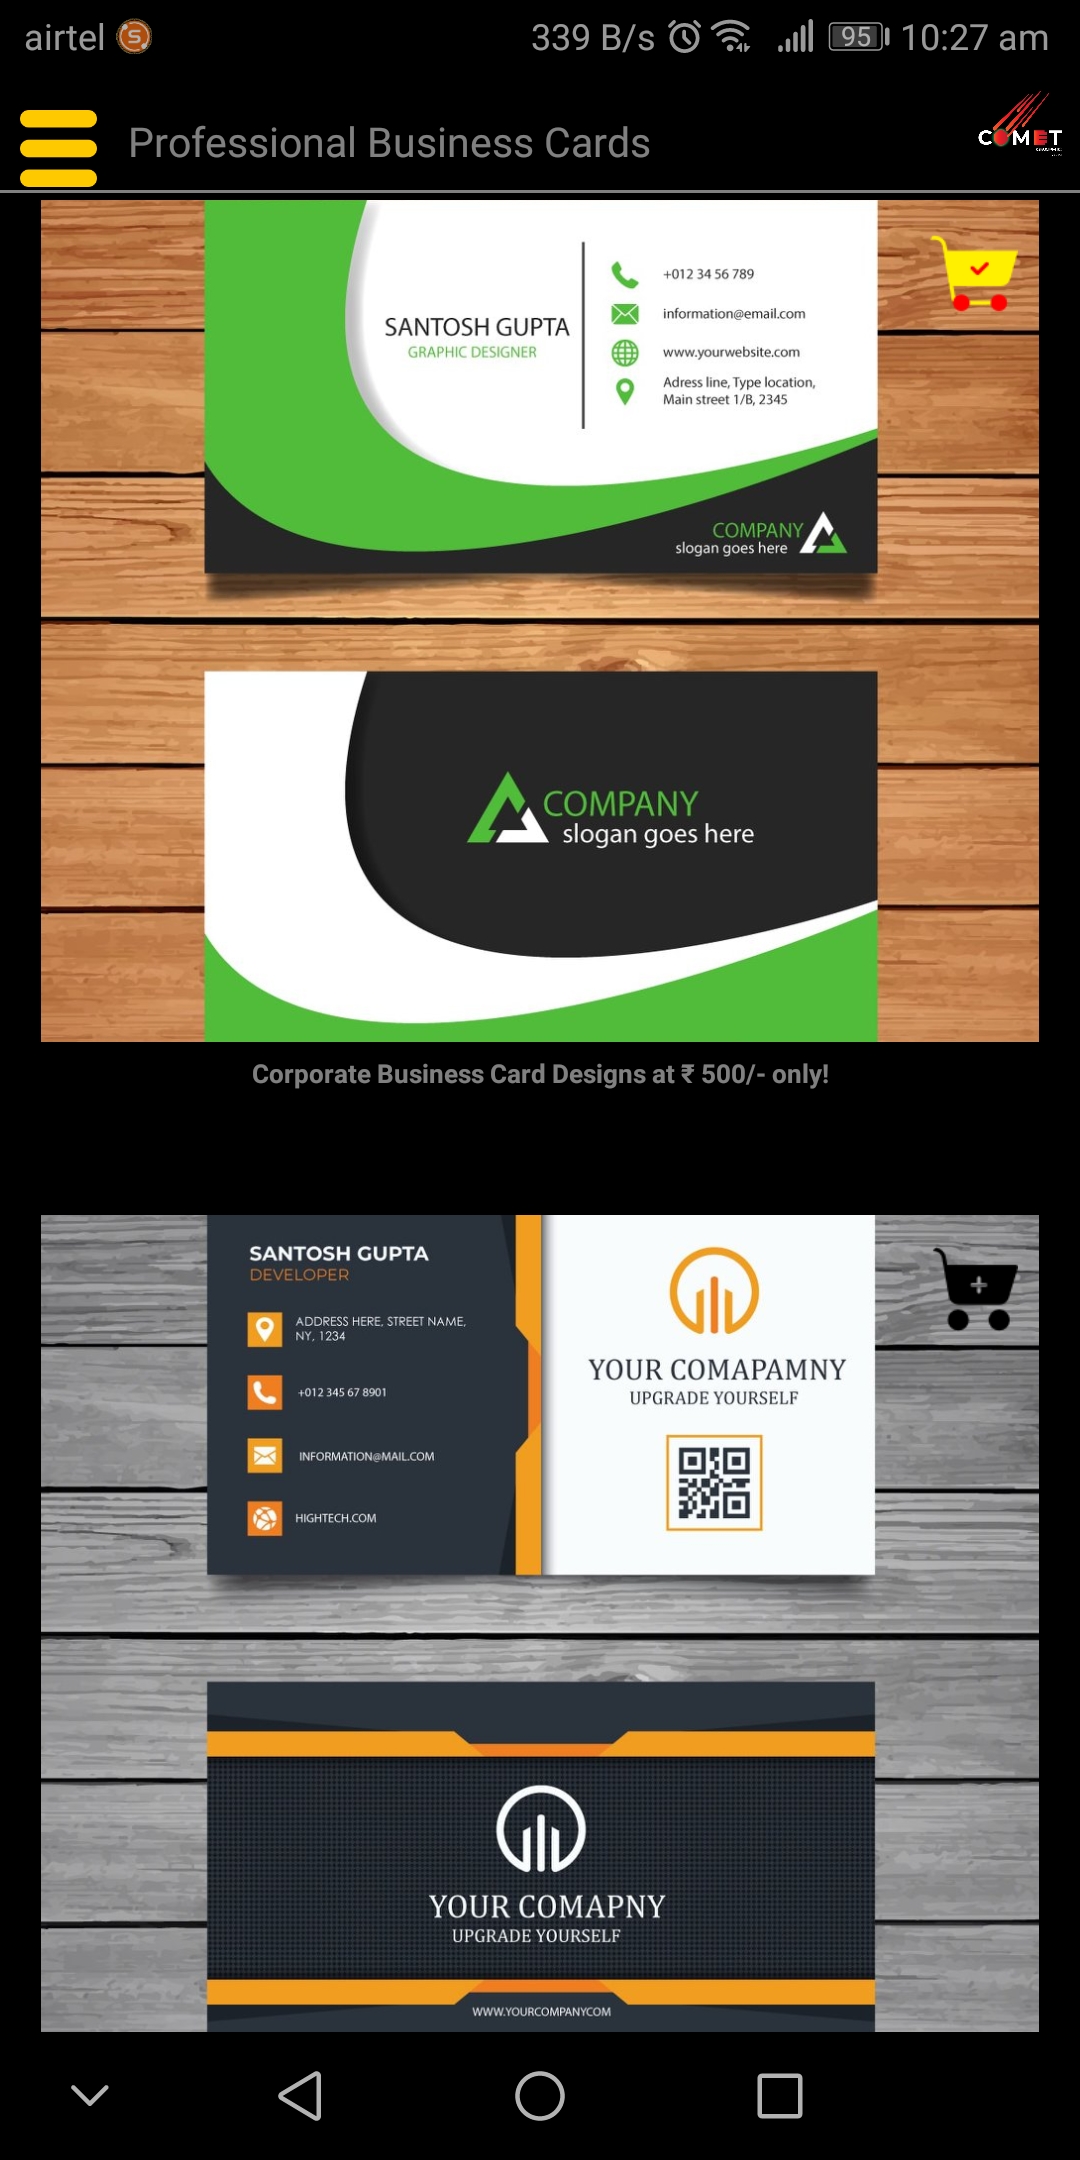 airtel
339 B/s 95 10:27 am
Professional Business Cards
COMET
SANTOSH GUPTA
GRAPHIC DESIGNER
+012 34 56 789
information@email.com
www.yourwebsite.com
Adress line, Type location,
Main street 1/B, 2345
COMPANY
slogan goes here
COMPANY
slogan goes here
Corporate Business Card Designs at ₹ 500/- only!
SANTOSH GUPTA
DEVELOPER
ADDRESS HERE, STREET NAME,
NY, 1234
+012 345 67 8901
INFORMATION@MAIL.COM
HIGHTECH.COM
YOUR COMAPAMNY
UPGRADE YOURSELF
YOUR COMAPNY
UPGRADE YOURSELF
WWW.YOURCOMPANYCOM